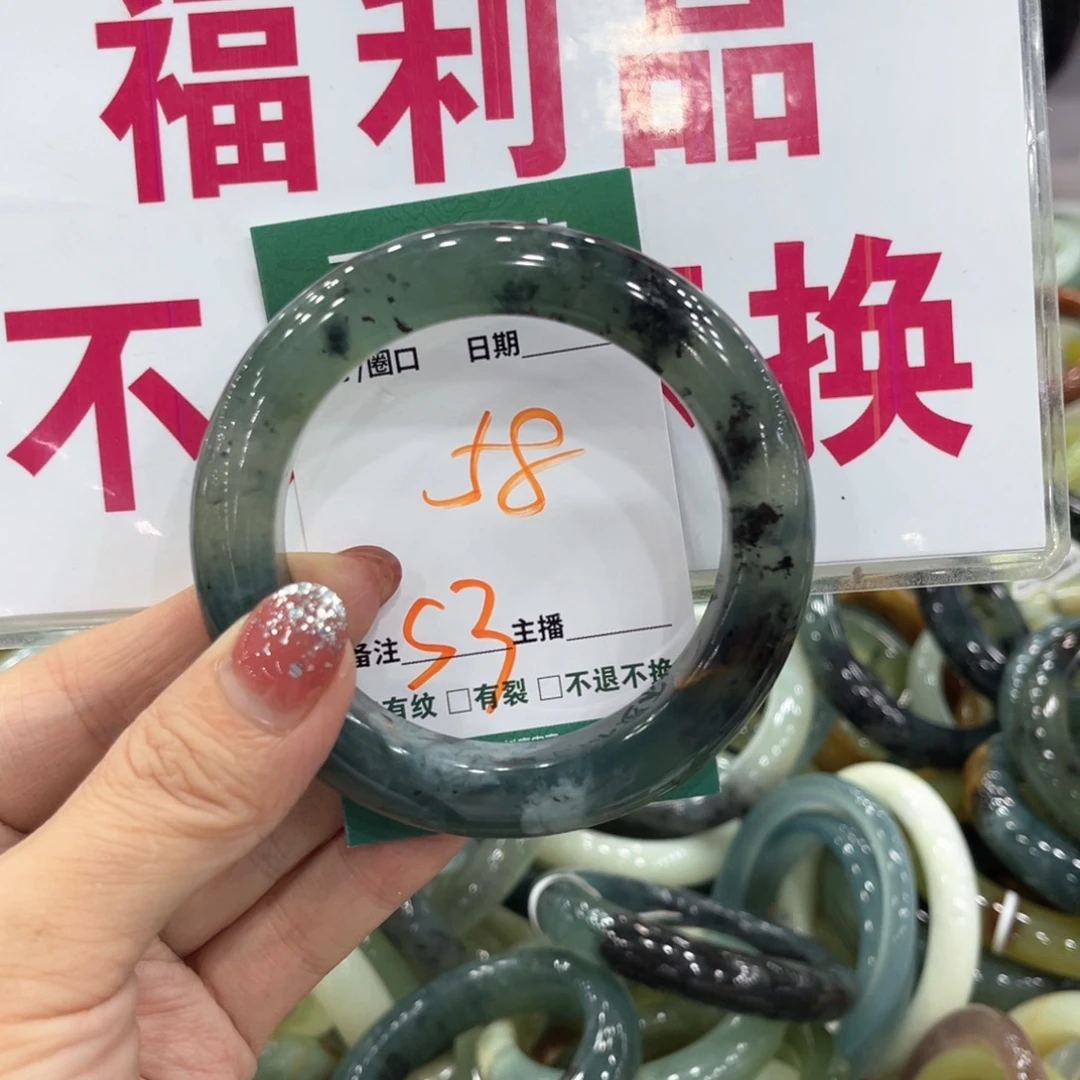 福利品
不 换
/圈口 日期
58
53
备注 主播
有纹 □有裂 □不退不换